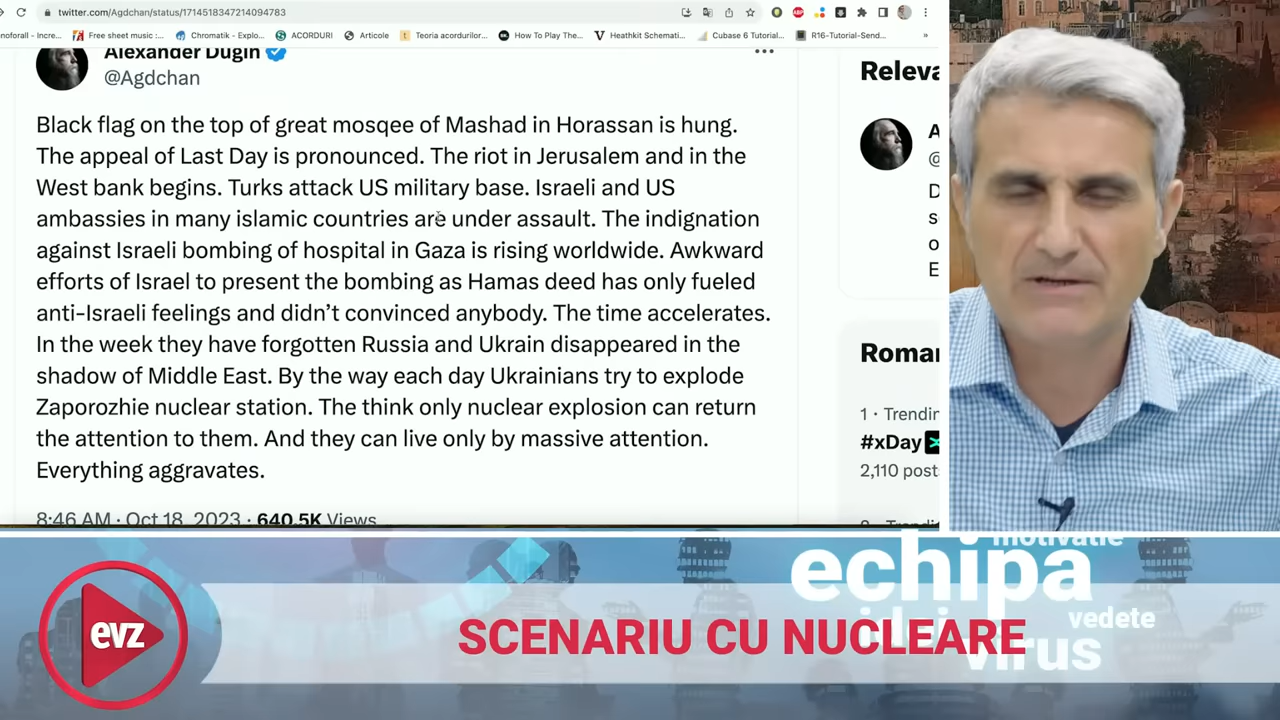 twitter.com/Agdchan/status/1714518347214094783
noforall - Incre...
Free sheet music :...
Chromatik - Explo...
ACORDURI
Articole
Teoria acordurilor...
How To Play The...
Heathkit Schemati...
Cubase 6 Tutorial...
R16-Tutorial-Send...
»
Alexander Dugin
@Agdchan
Black flag on the top of great mosqee of Mashad in Horassan is hung.
The appeal of Last Day is pronounced. The riot in Jerusalem and in the
West bank begins. Turks attack US military base. Israeli and US
ambassies in many islamic countries are under assault. The indignation
against Israeli bombing of hospital in Gaza is rising worldwide. Awkward
efforts of Israel to present the bombing as Hamas deed has only fueled
anti-Israeli feelings and didn’t convinced anybody. The time accelerates.
In the week they have forgotten Russia and Ukrain disappeared in the
shadow of Middle East. By the way each day Ukrainians try to explode
Zaporozhie nuclear station. The think only nuclear explosion can return
the attention to them. And they can live only by massive attention.
Everything aggravates.
8:46 AM · Oct 18, 2023 · 640.5K Views
Releva
A
@
D
s
o
E
Roman
1 · Trendin
#xDay
2,110 post
evz
SCENARIU CU NUCLEARE
motivatie
echipa
idei
vedete
virus